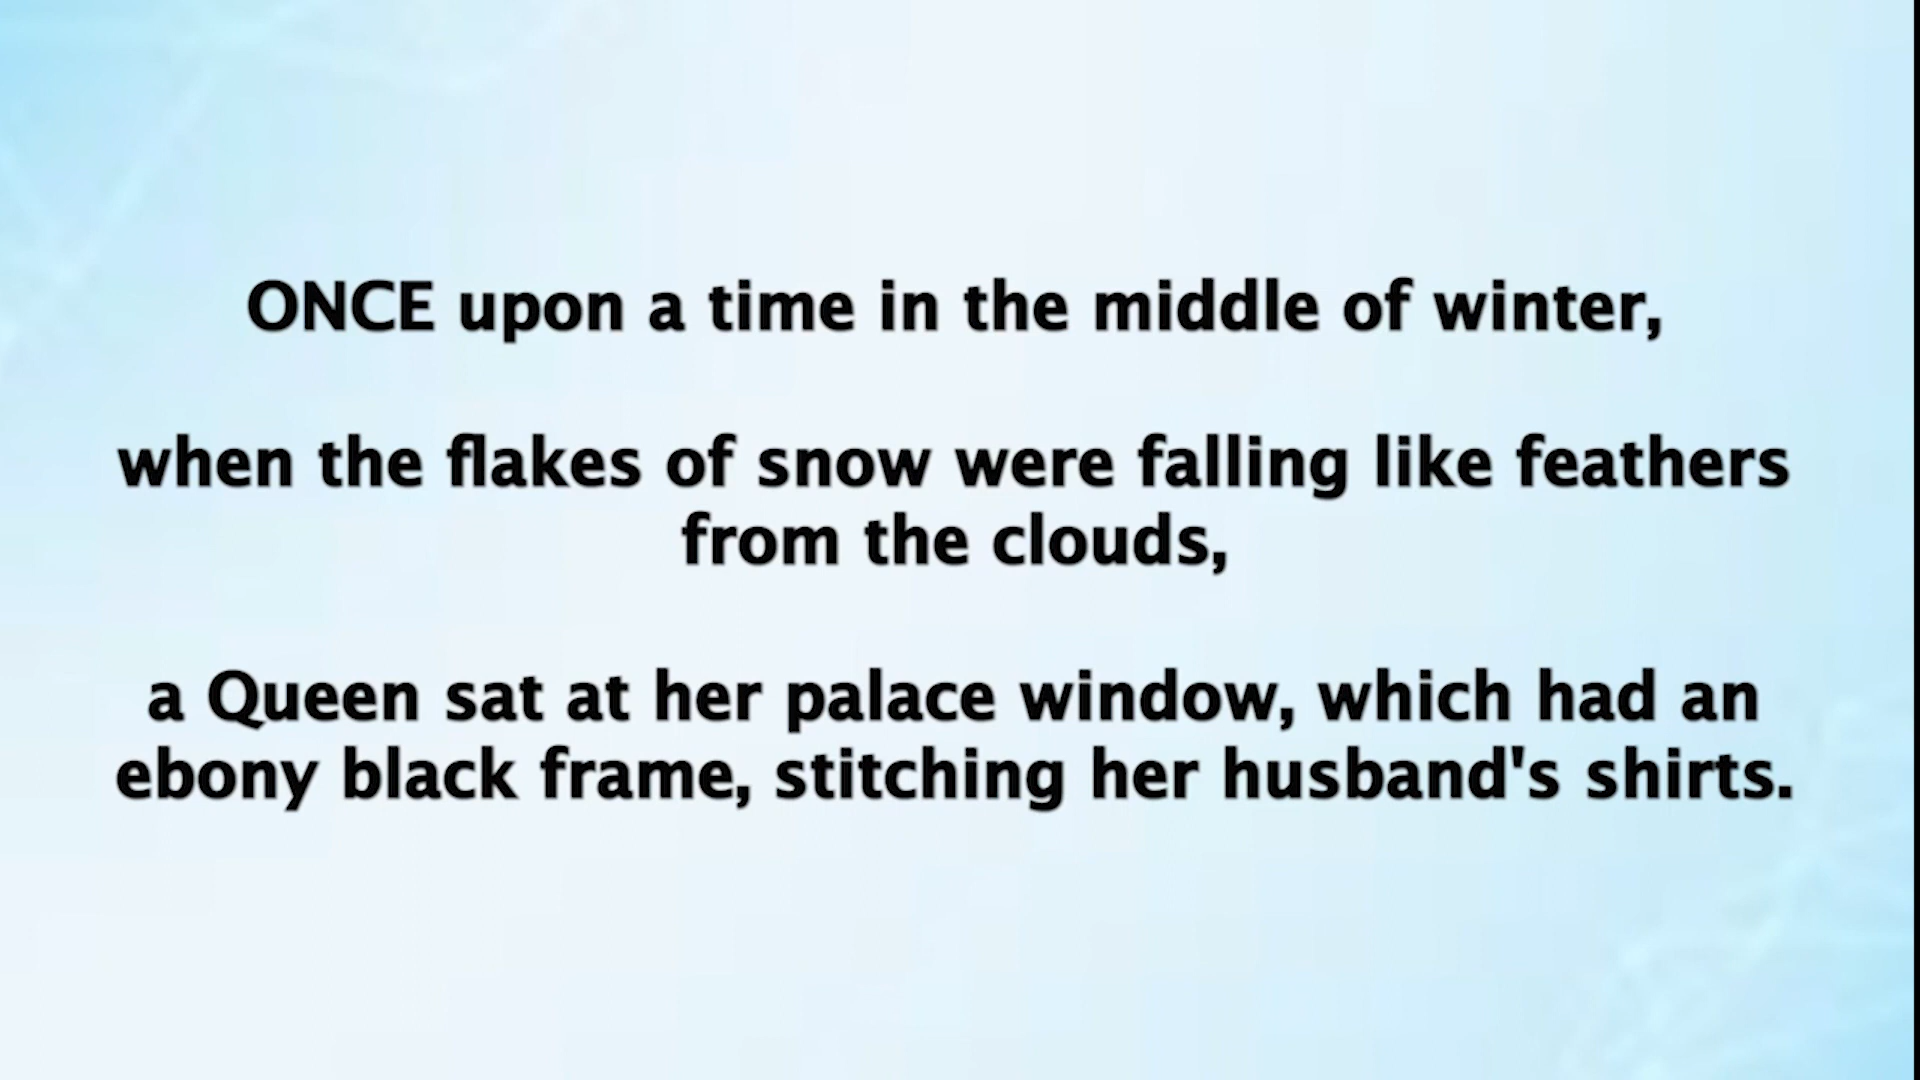 ONCE upon a time in the middle of winter,
when the flakes of snow were falling like feathers
from the clouds,
a Queen sat at her palace window, which had an
ebony black frame, stitching her husband's shirts.